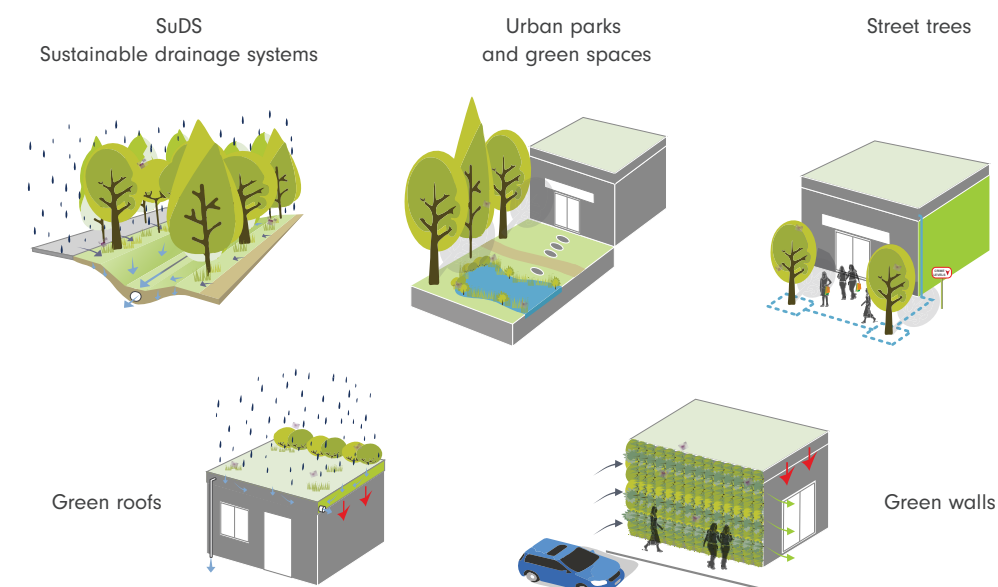 SuDS
Sustainable drainage systems
Urban parks
and green spaces
Street trees
Green roofs
Green walls